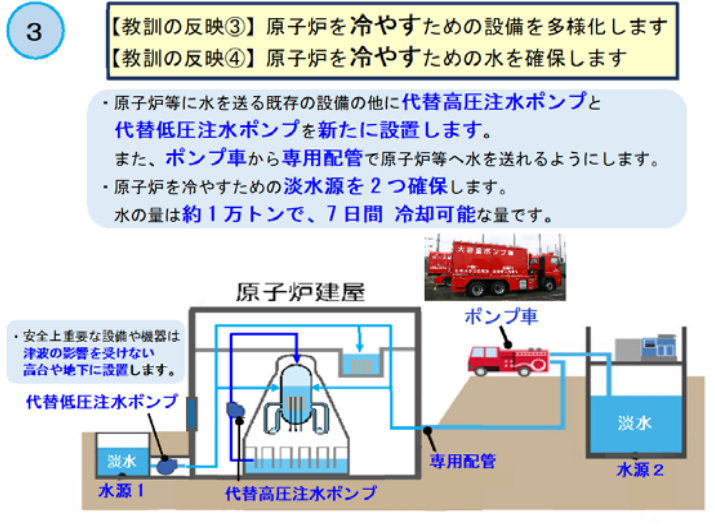 3
【教訓の反映③】原子炉を冷やすための設備を多様化します
【教訓の反映④】原子炉を冷やすための水を確保します
・原子炉等に水を送る既存の設備の他に代替高圧注水ポンプと
代替低圧注水ポンプを新たに設置します。
また、ポンプ車から専用配管で原子炉等へ水を送れるようにします。
・原子炉を冷やすための淡水源を２つ確保します。
水の量は約１万トンで、７日間 冷却可能な量です。
大容量ポンプ車
原子炉建屋
ポンプ車
・安全上重要な設備や機器は
津波の影響を受けない
高台や地下に設置します。
代替低圧注水ポンプ
淡水
淡水
専用配管
水源１
代替高圧注水ポンプ
水源２